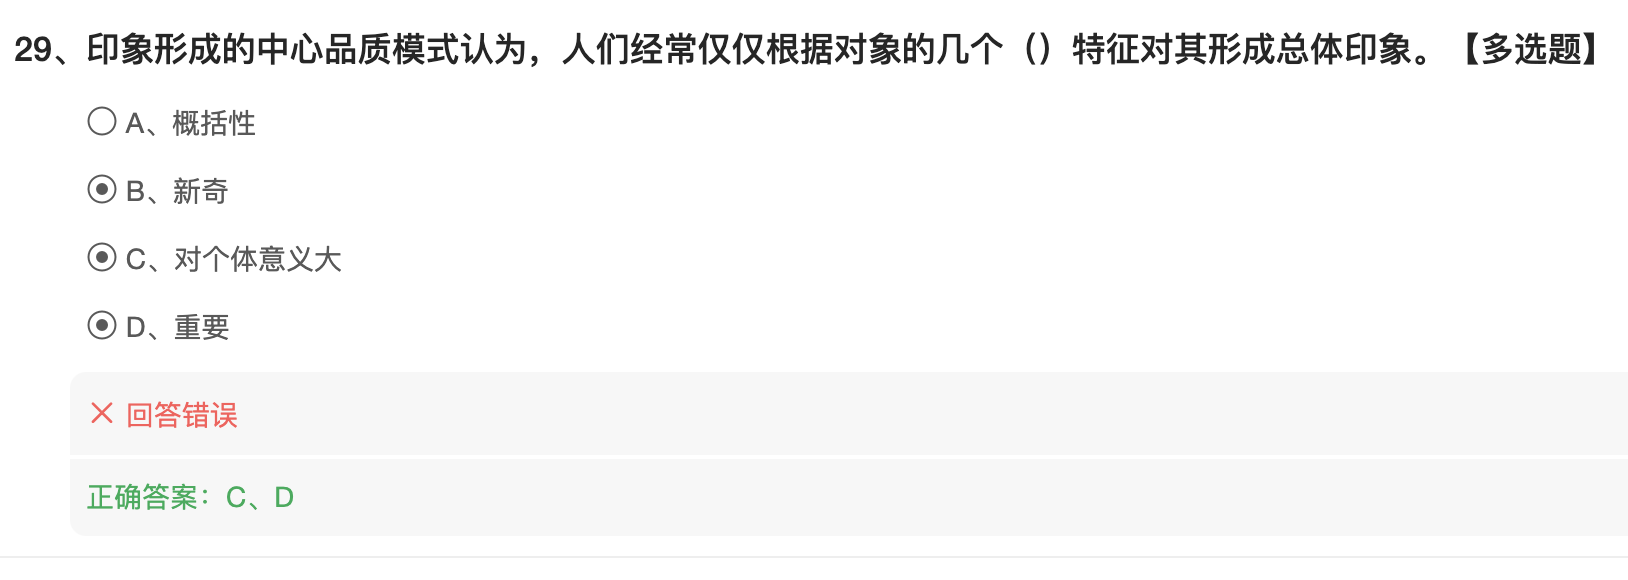 29、印象形成的中心品质模式认为，人们经常仅仅根据对象的几个（）特征对其形成总体印象。【多选题】
A、概括性
B、新奇
C、对个体意义大
D、重要
回答错误
正确答案：C、D